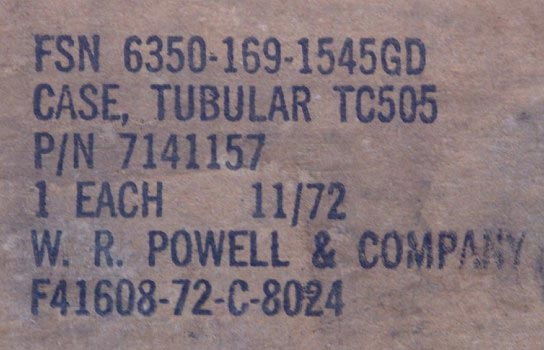 FSN 6350-169-1545GD
CASE, TUBULAR TC505
P/N 7141157
1 EACH 11/72
W. R. POWELL & COMPANY
F41608-72-C-8024